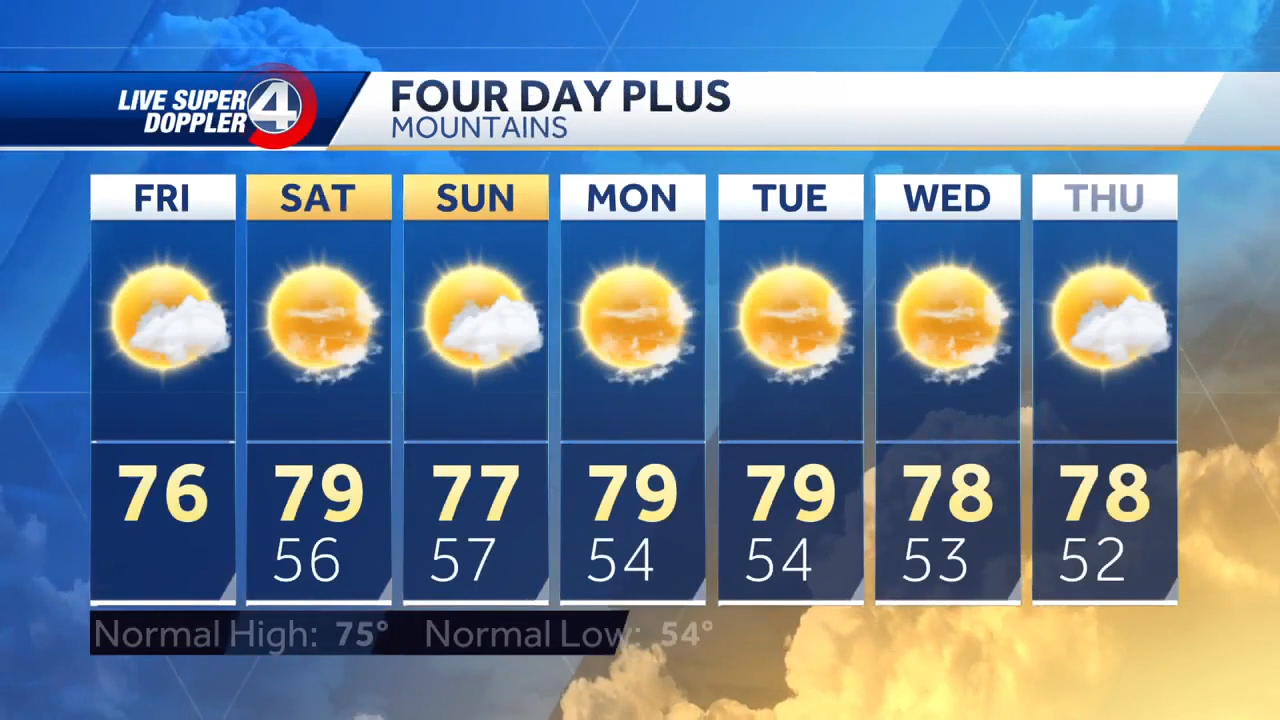 LIVE SUPER
DOPPLER 4
FOUR DAY PLUS
MOUNTAINS
FRI SAT SUN MON TUE WED THU
76 79 77 79 79 78 78
56 57 54 54 53 52
Normal High: 75° Normal Low: 54°